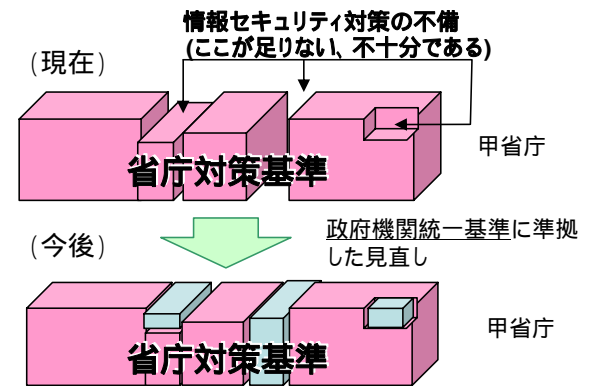 情報セキュリティ対策の不備
(ここが足りない、不十分である)
(現在)
甲省庁
省庁対策基準
(今後)
政府機関統一基準に準拠
した見直し
甲省庁
省庁対策基準